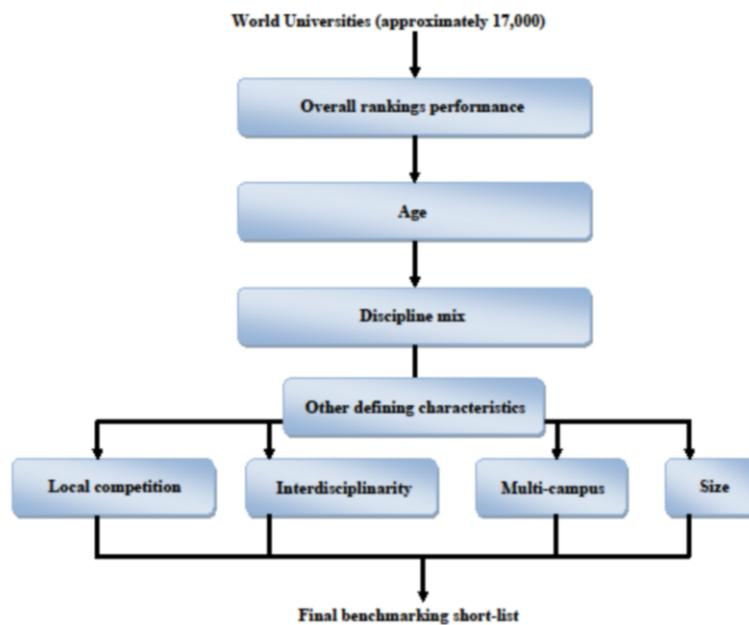 World Universities (approximately 17,000)
Overall rankings performance
Age
Discipline mix
Other defining characteristics
Local competition
Interdisciplinarity
Multi-campus
Size
Final benchmarking short-list